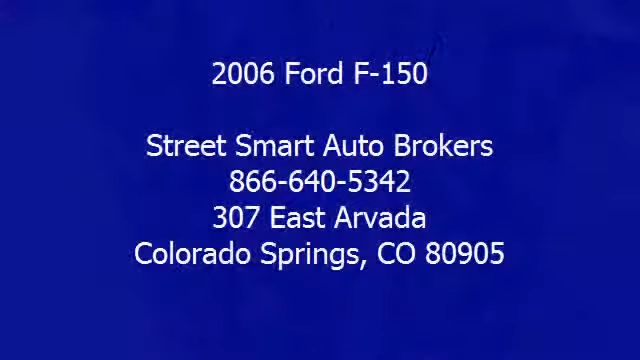 2006 Ford F-150
Street Smart Auto Brokers
866-640-5342
307 East Arvada
Colorado Springs, CO 80905